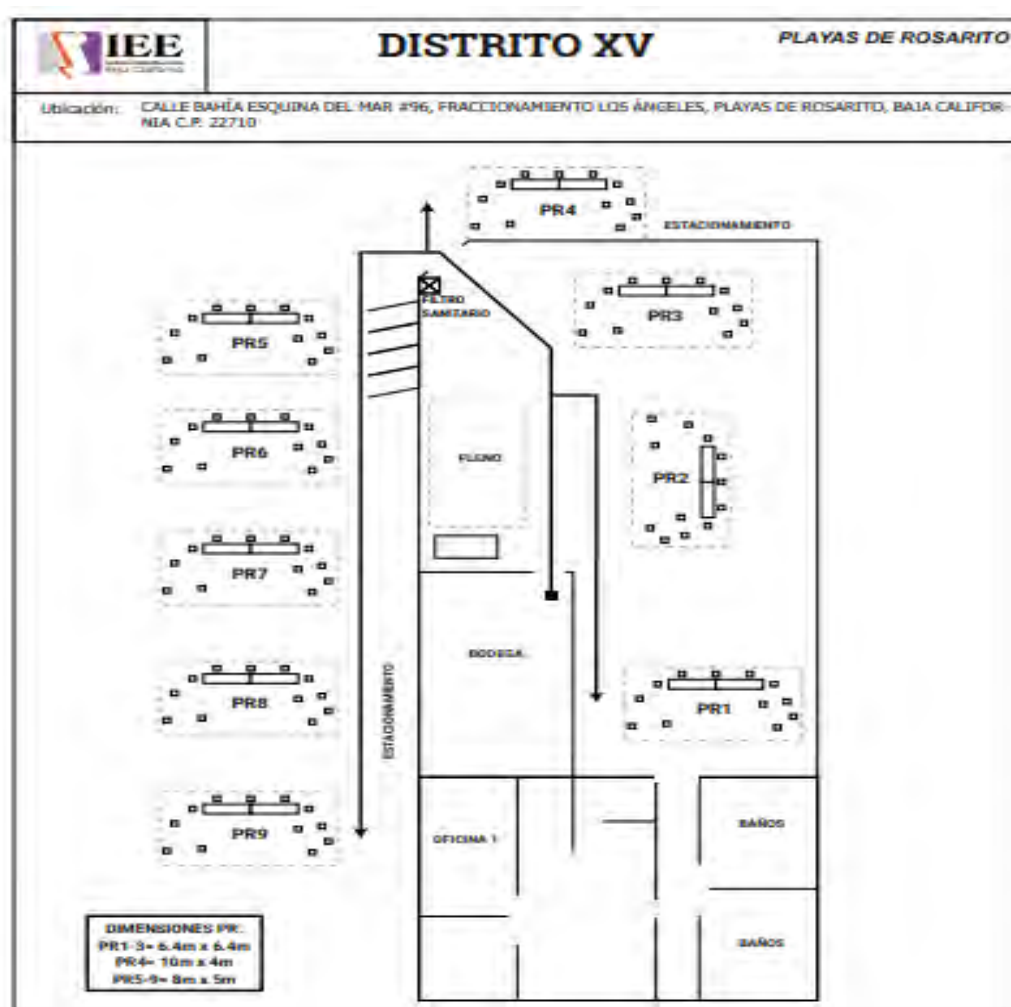 IEE
Baja California
DISTRITO XV
PLAYAS DE ROSARITO
Ubicación: CALLE BAHÍA ESQUINA DEL MAR #96, FRACCIONAMIENTO LOS ÁNGELES, PLAYAS DE ROSARITO, BAJA CALIFOR-
NIA C.P. 22710
PR4
ESTACIONAMIENTO
FILTRO
SANITARIO
PR3
PR5
PR6
PLENO
PR2
PR7
BODEGA
PR8
ESTACIONAMIENTO
PR1
PR9
OFICINA 1
BAÑOS
BAÑOS
DIMENSIONES PR:
PR1-3= 6.4m x 6.4m
PR4= 10m x 4m
PR5-9= 8m x 5m